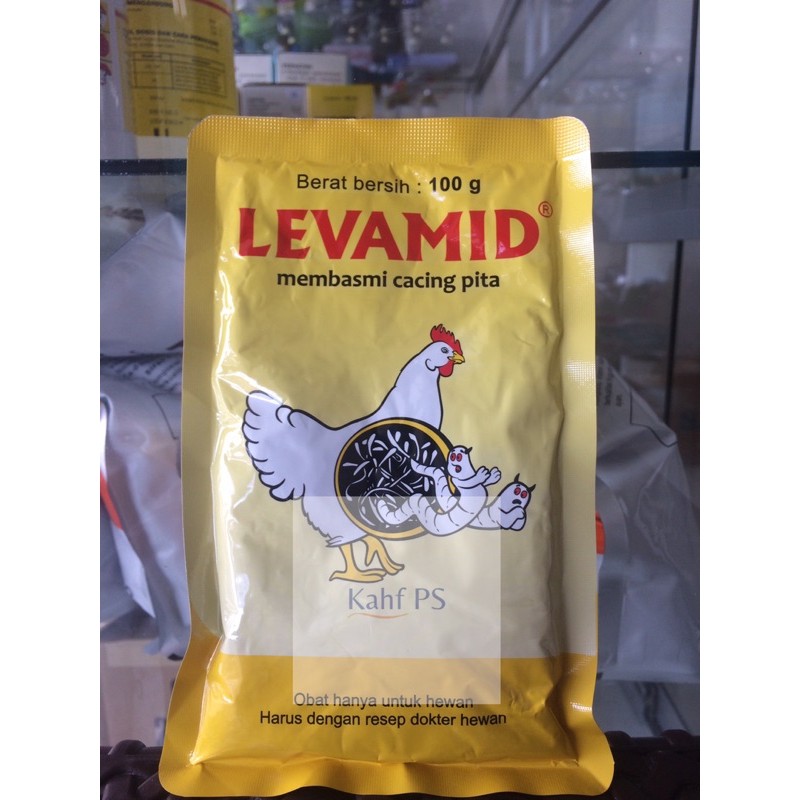 Berat bersih : 100 g
LEVAMID®
membasmi cacing pita
Kahf PS
Obat hanya untuk hewan
Harus dengan resep dokter hewan